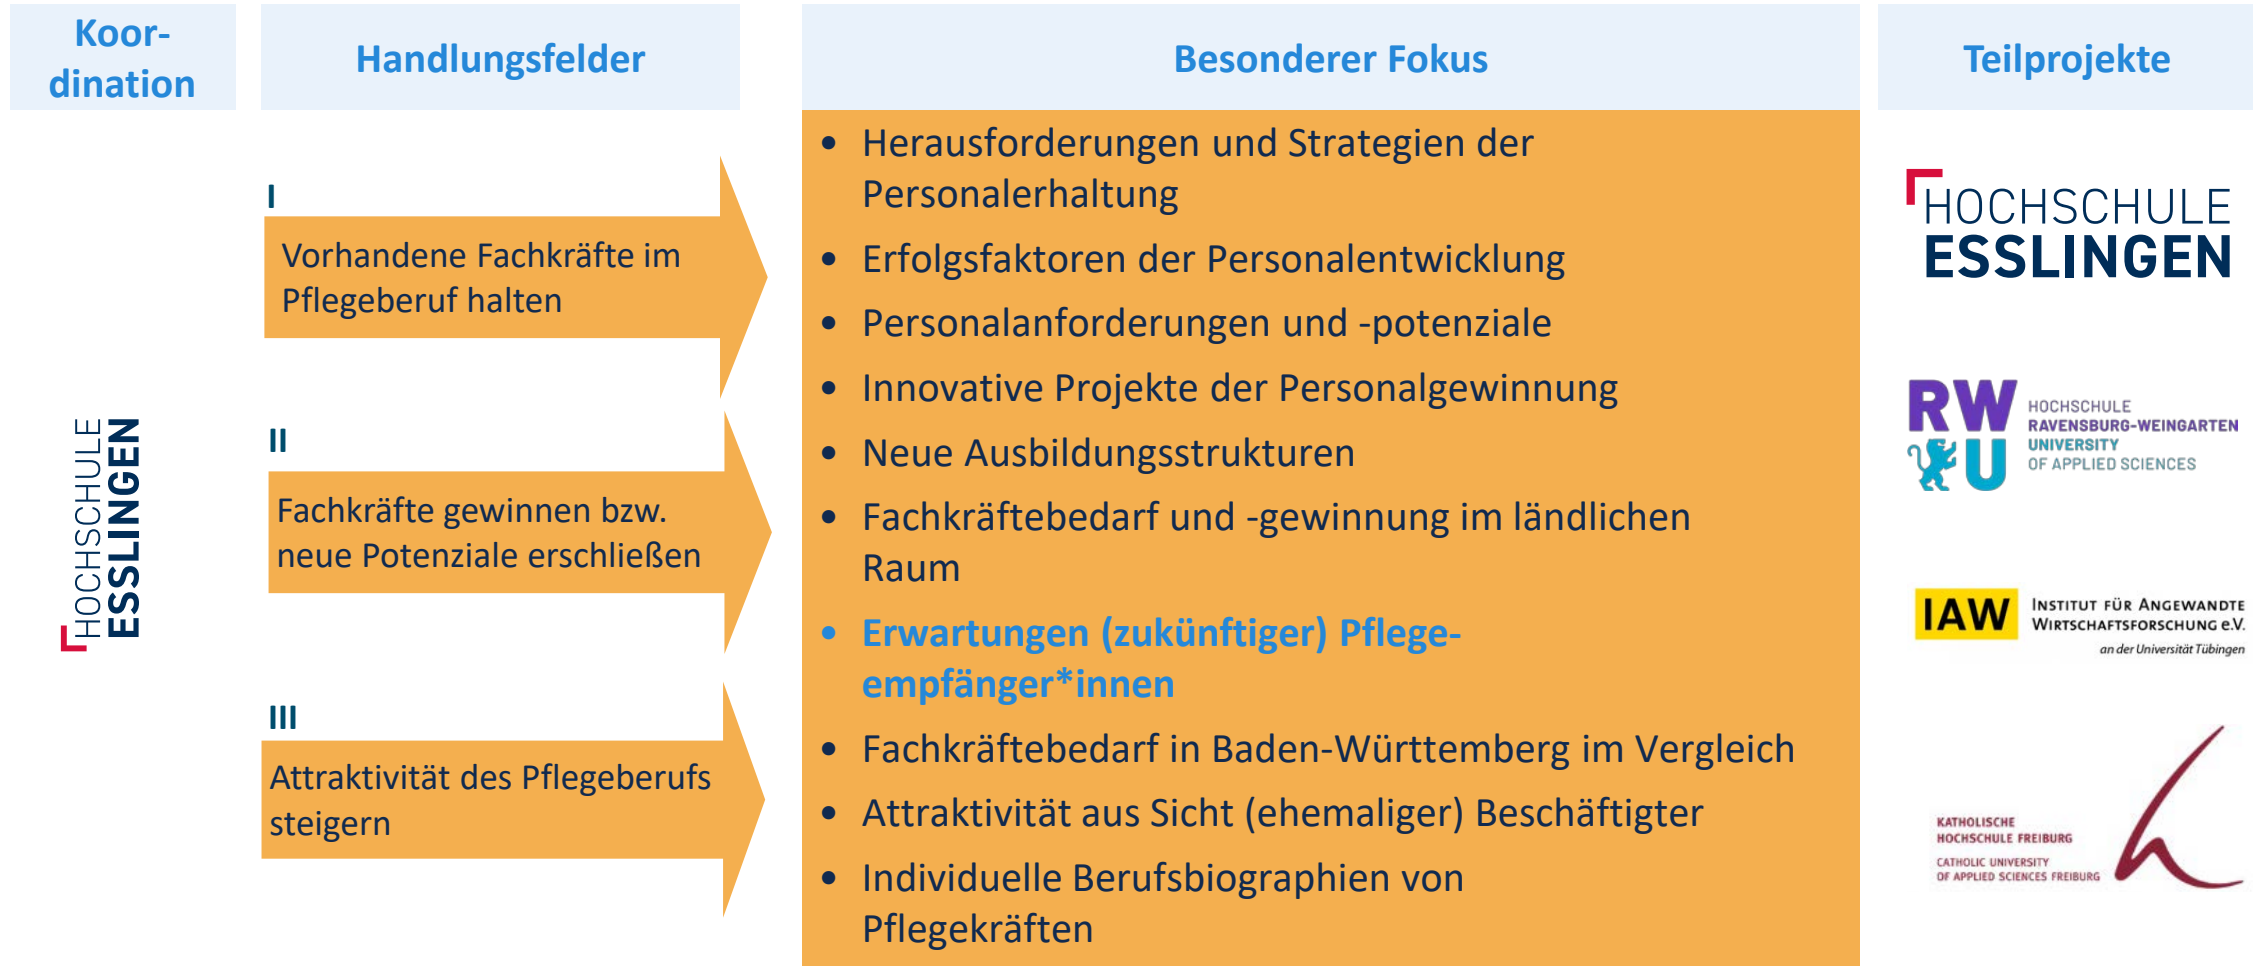 Koor-
dination
Handlungsfelder
Besonderer Fokus
Teilprojekte
HOCHSCHULE
ESSLINGEN
I
Vorhandene Fachkräfte im
Pflegeberuf halten
II
Fachkräfte gewinnen bzw.
neue Potenziale erschließen
III
Attraktivität des Pflegeberufs
steigern
• Herausforderungen und Strategien der
Personalerhaltung
• Erfolgsfaktoren der Personalentwicklung
• Personalanforderungen und -potenziale
• Innovative Projekte der Personalgewinnung
• Neue Ausbildungsstrukturen
• Fachkräftebedarf und -gewinnung im ländlichen
Raum
• Erwartungen (zukünftiger) Pflege-
empfänger*innen
• Fachkräftebedarf in Baden-Württemberg im Vergleich
• Attraktivität aus Sicht (ehemaliger) Beschäftigter
• Individuelle Berufsbiographien von
Pflegekräften
HOCHSCHULE
ESSLINGEN
RW
U
HOCHSCHULE
RAVENSBURG-WEINGARTEN
UNIVERSITY
OF APPLIED SCIENCES
IAW
INSTITUT FÜR ANGEWANDTE
WIRTSCHAFTSFORSCHUNG e.V.
an der Universität Tübingen
KATHOLISCHE
HOCHSCHULE FREIBURG
CATHOLIC UNIVERSITY
OF APPLIED SCIENCES FREIBURG